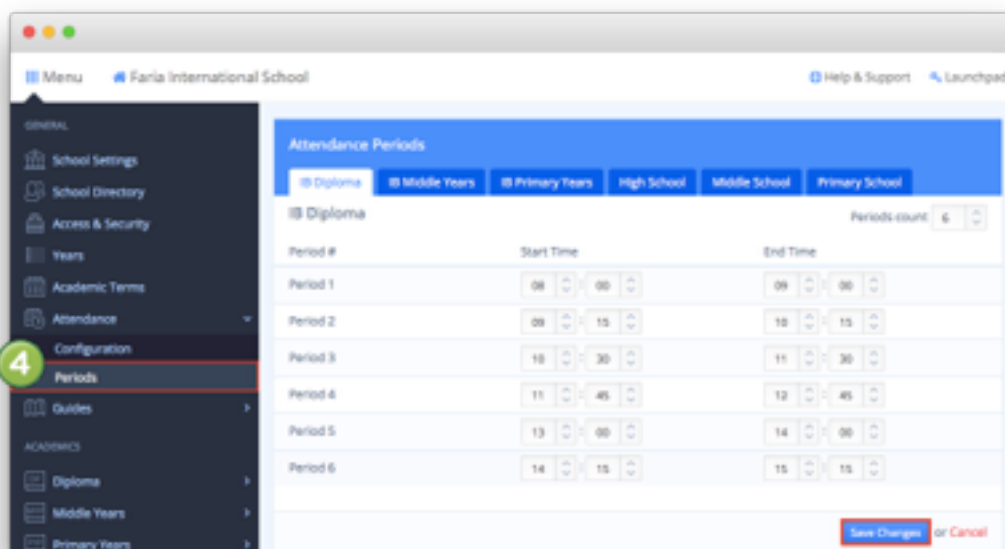 Menu Faria International School Help & Support Launchpad
GENERAL
School Settings
School Directory
Access & Security
Years
Academic Terms
Attendance
Configuration
4
Periods
Guides
ACADEMICS
Diploma
Middle Years
Primary Years
Attendance Periods
IB Diploma IB Middle Years IB Primary Years High School Middle School Primary School
IB Diploma Periods count 6
Period # Start Time End Time
Period 1 08 : 00 09 : 00
Period 2 09 : 15 10 : 15
Period 3 10 : 30 11 : 30
Period 4 11 : 45 12 : 45
Period 5 13 : 00 14 : 00
Period 6 14 : 15 15 : 15
Save Changes or Cancel